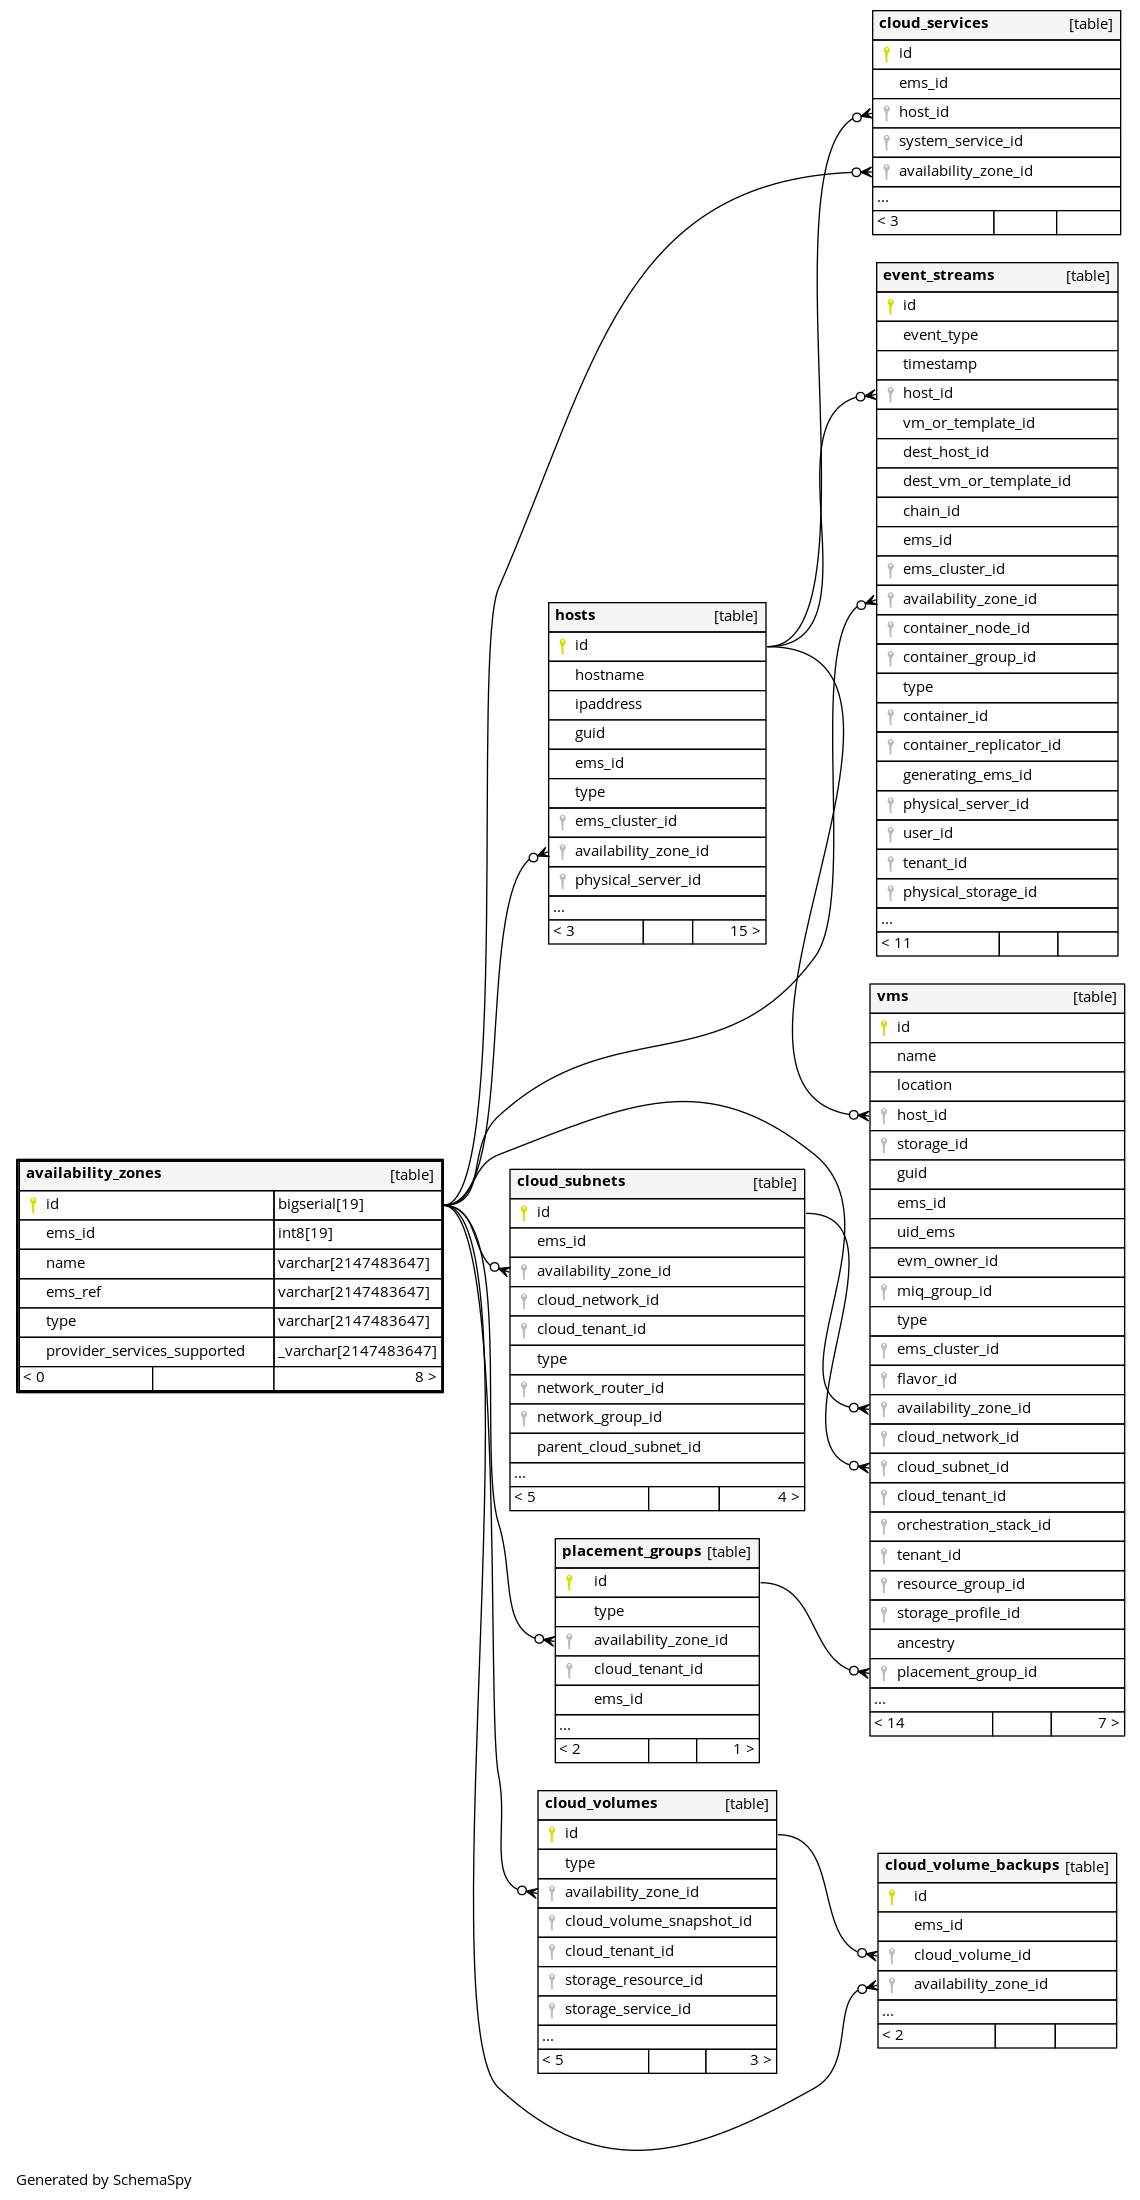 cloud_services [table]
id
ems_id
host_id
system_service_id
availability_zone_id
...
< 3
event_streams [table]
id
event_type
timestamp
host_id
vm_or_template_id
dest_host_id
dest_vm_or_template_id
chain_id
ems_id
ems_cluster_id
availability_zone_id
container_node_id
container_group_id
type
container_id
container_replicator_id
generating_ems_id
physical_server_id
user_id
tenant_id
physical_storage_id
...
< 11
hosts [table]
id
hostname
ipaddress
guid
ems_id
type
ems_cluster_id
availability_zone_id
physical_server_id
...
< 3 15 >
vms [table]
id
name
location
host_id
storage_id
guid
ems_id
uid_ems
evm_owner_id
miq_group_id
type
ems_cluster_id
flavor_id
availability_zone_id
cloud_network_id
cloud_subnet_id
cloud_tenant_id
orchestration_stack_id
tenant_id
resource_group_id
storage_profile_id
ancestry
placement_group_id
...
< 14 7 >
availability_zones [table]
id bigserial[19]
ems_id int8[19]
name varchar[2147483647]
ems_ref varchar[2147483647]
type varchar[2147483647]
provider_services_supported _varchar[2147483647]
< 0 8 >
cloud_subnets [table]
id
ems_id
availability_zone_id
cloud_network_id
cloud_tenant_id
type
network_router_id
network_group_id
parent_cloud_subnet_id
...
< 5 4 >
placement_groups [table]
id
type
availability_zone_id
cloud_tenant_id
ems_id
...
< 2 1 >
cloud_volumes [table]
id
type
availability_zone_id
cloud_volume_snapshot_id
cloud_tenant_id
storage_resource_id
storage_service_id
...
< 5 3 >
cloud_volume_backups [table]
id
ems_id
cloud_volume_id
availability_zone_id
...
< 2
Generated by SchemaSpy